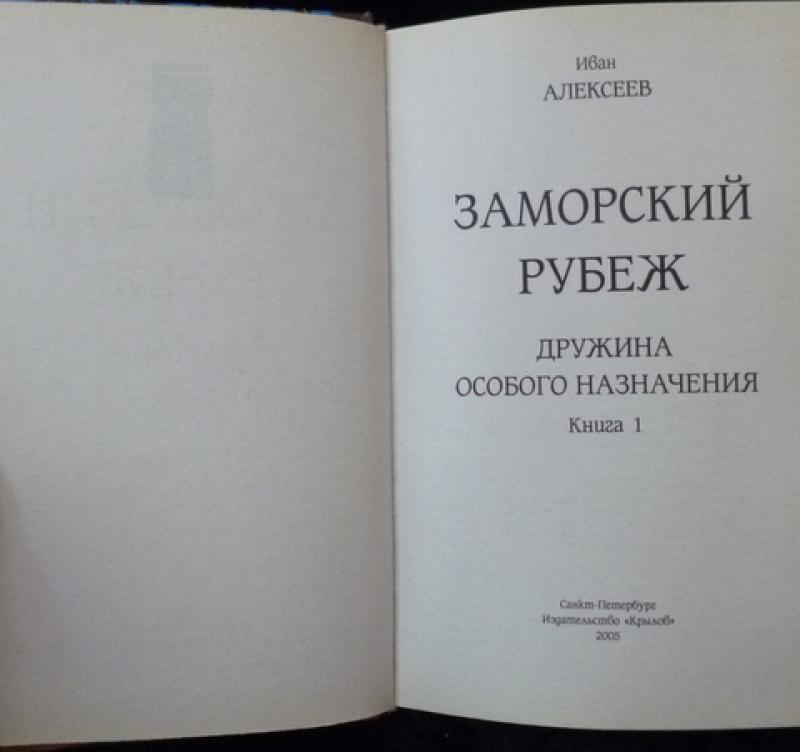 Иван
АЛЕКСЕЕВ
ЗАМОРСКИЙ
РУБЕЖ
ДРУЖИНА
ОСОБОГО НАЗНАЧЕНИЯ
Книга 1
Санкт-Петербург
Издательство «Крылов»
2005